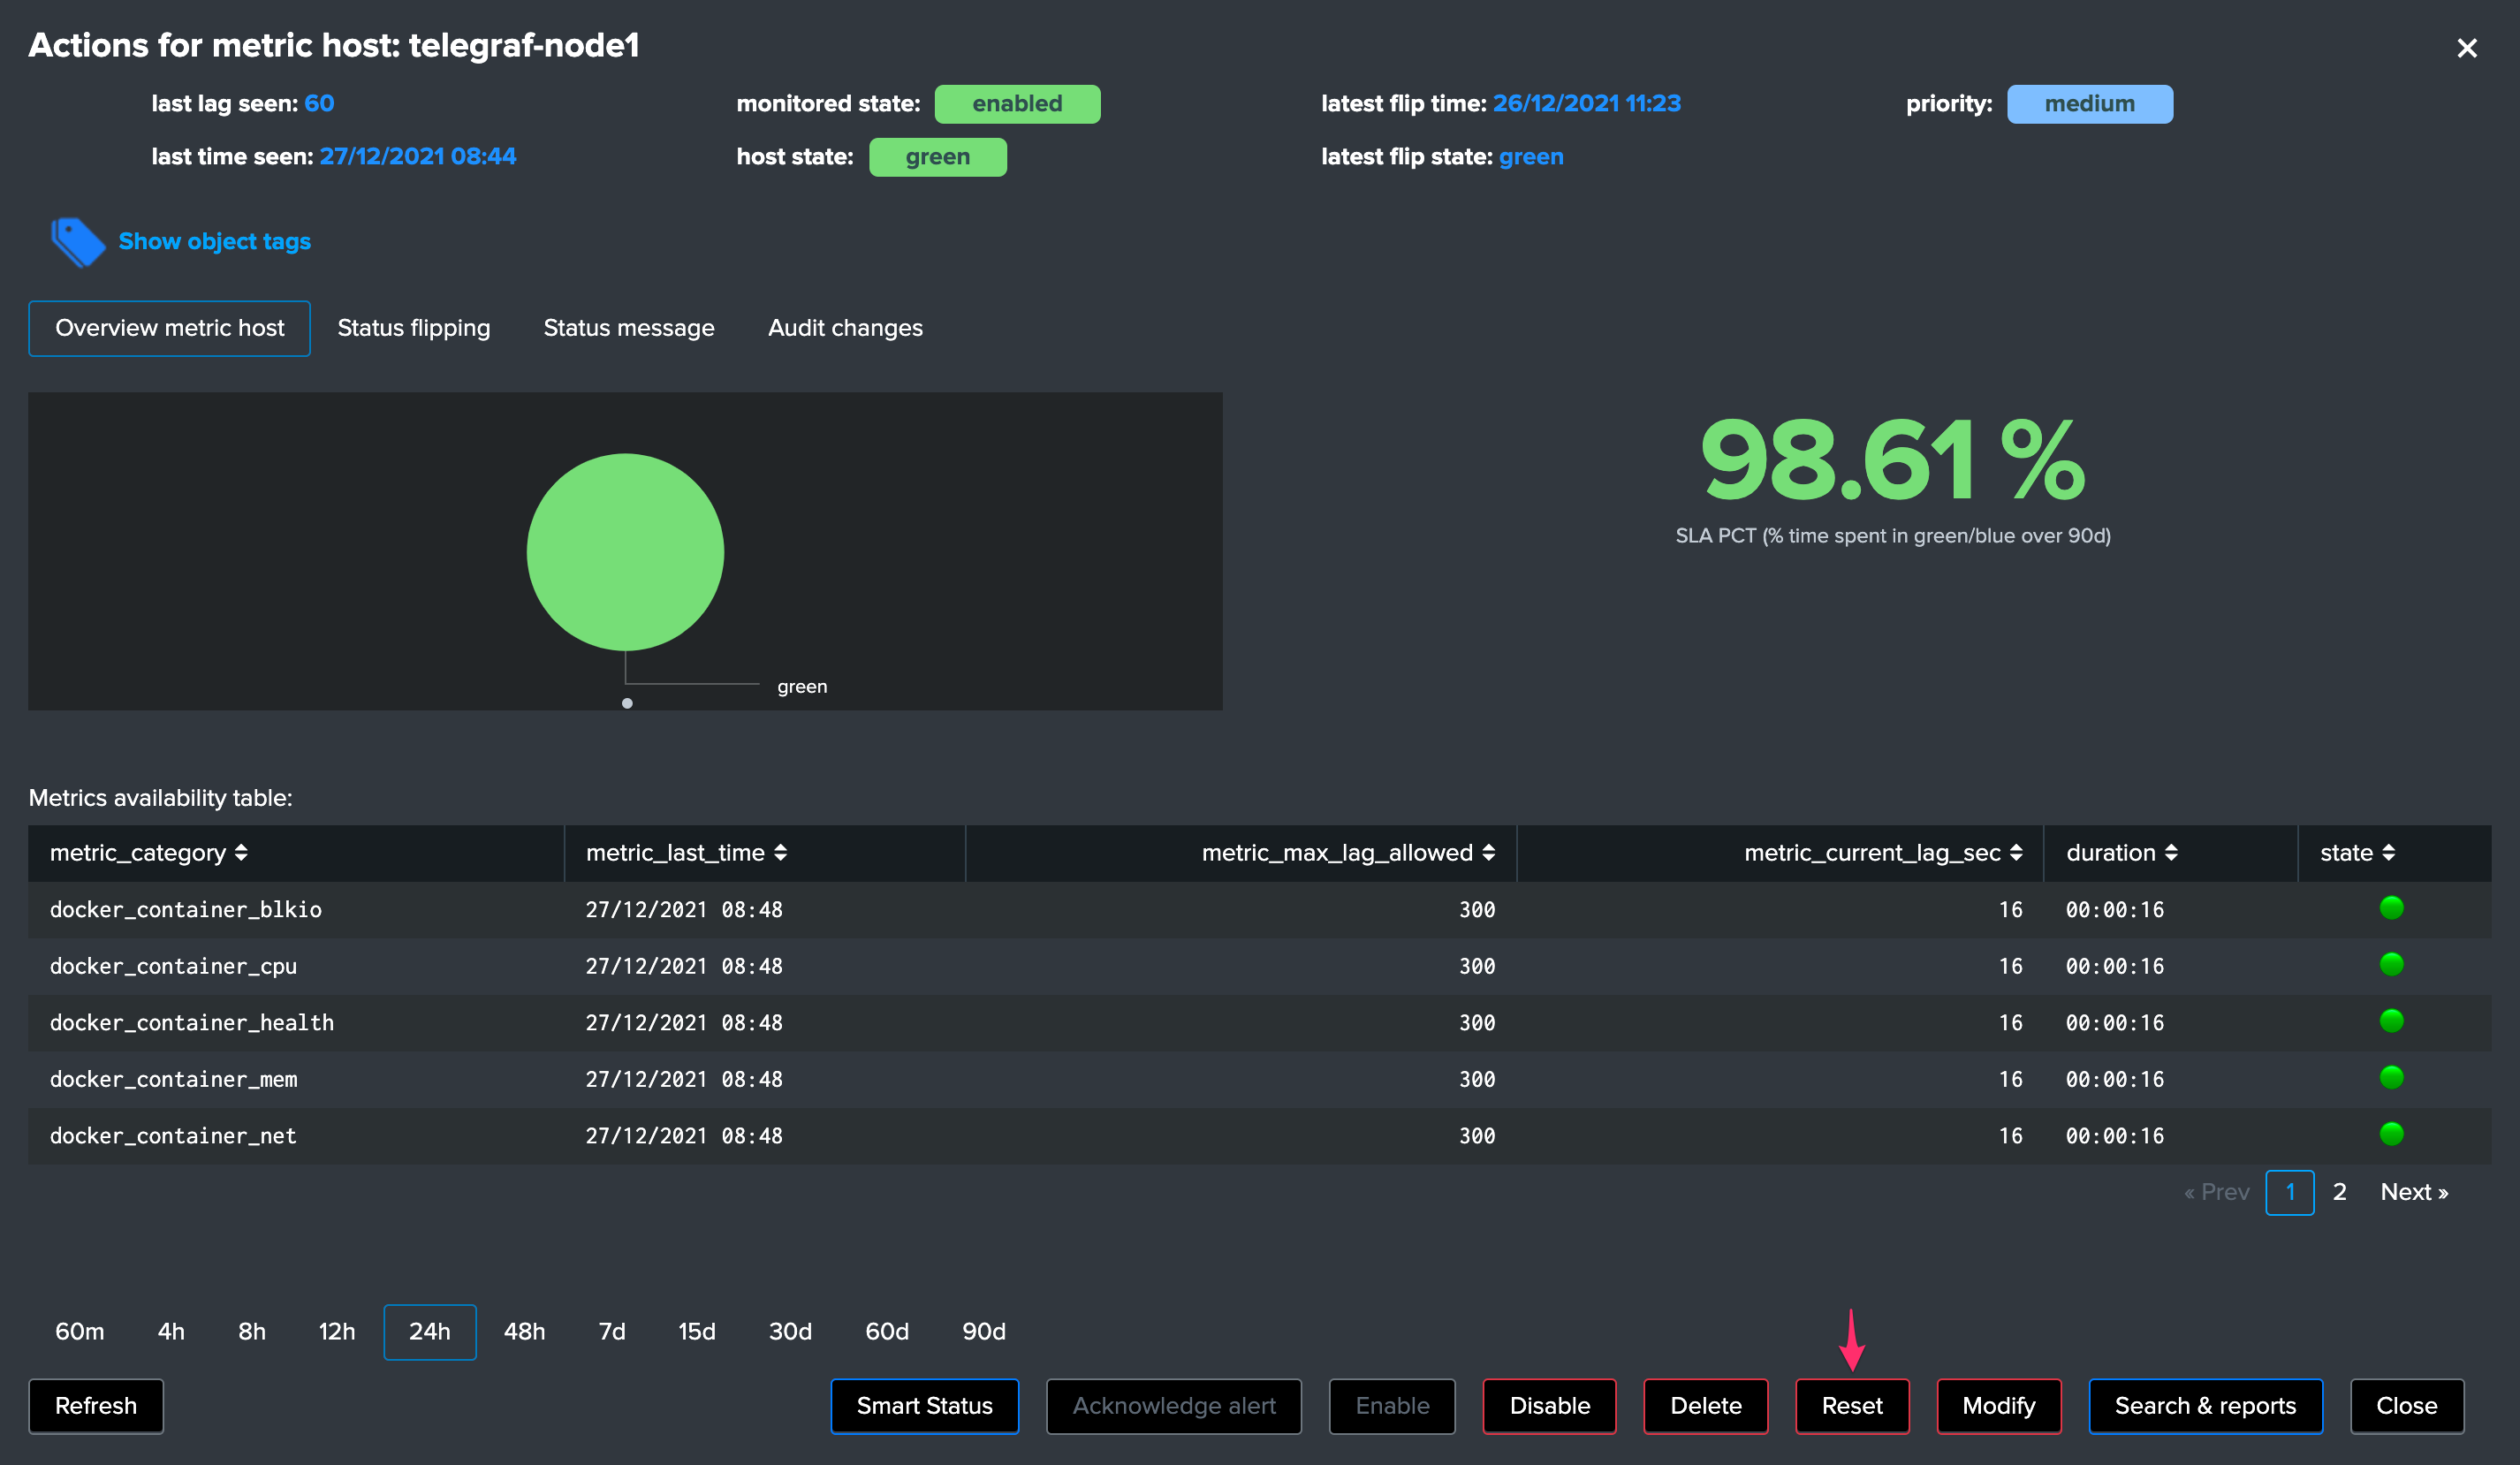 Actions for metric host: telegraf-node1
last lag seen: 60 monitored state: enabled latest flip time: 26/12/2021 11:23 priority: medium
last time seen: 27/12/2021 08:44 host state: green latest flip state: green
Show object tags
Overview metric host Status flipping Status message Audit changes
98.61 %
SLA PCT (% time spent in green/blue over 90d)
green
Metrics availability table:
metric_category metric_last_time metric_max_lag_allowed metric_current_lag_sec duration state
docker_container_blkio 27/12/2021 08:48 300 16 00:00:16
docker_container_cpu 27/12/2021 08:48 300 16 00:00:16
docker_container_health 27/12/2021 08:48 300 16 00:00:16
docker_container_mem 27/12/2021 08:48 300 16 00:00:16
docker_container_net 27/12/2021 08:48 300 16 00:00:16
« Prev 1 2 Next »
60m 4h 8h 12h 24h 48h 7d 15d 30d 60d 90d
Refresh Smart Status Acknowledge alert Enable Disable Delete Reset Modify Search & reports Close